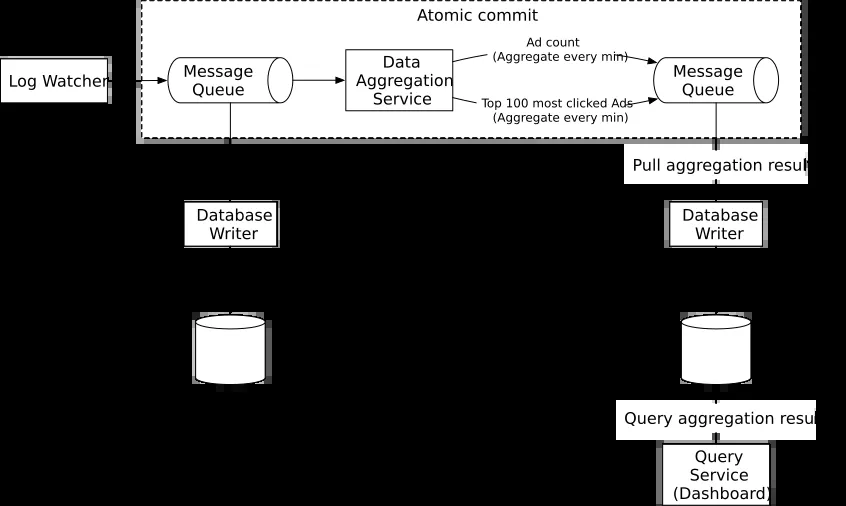 Atomic commit
Log Watcher
Message
Queue
Data
Aggregation
Service
Ad count
(Aggregate every min)
Top 100 most clicked Ads
(Aggregate every min)
Message
Queue
Pull aggregation resul
Database
Writer
Database
Writer
Query aggregation resu
Query
Service
(Dashboard)